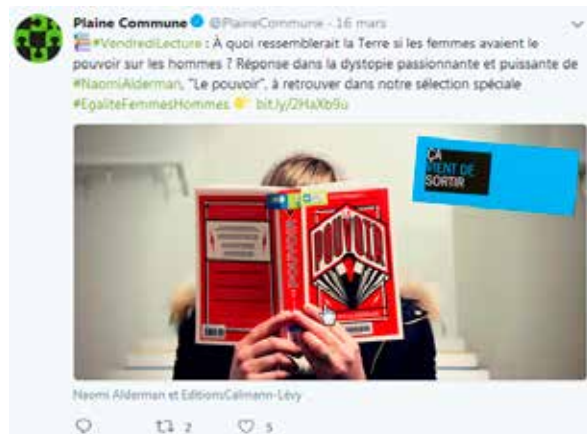 Plaine Commune @PlaineCommune - 16 mars
#VendrediLecture : À quoi ressemblerait la Terre si les femmes avaient le
pouvoir sur les hommes ? Réponse dans la dystopie passionnante et puissante de
#NaomiAlderman, "Le pouvoir", à retrouver dans notre sélection spéciale
#EgaliteFemmesHommes bit.ly/2HaXb9u
ÇA
VIENT DE
SORTIR
POUVOIR
POUVOIR
Naomi Alderman et EditionsCalmann-Lévy
2 5